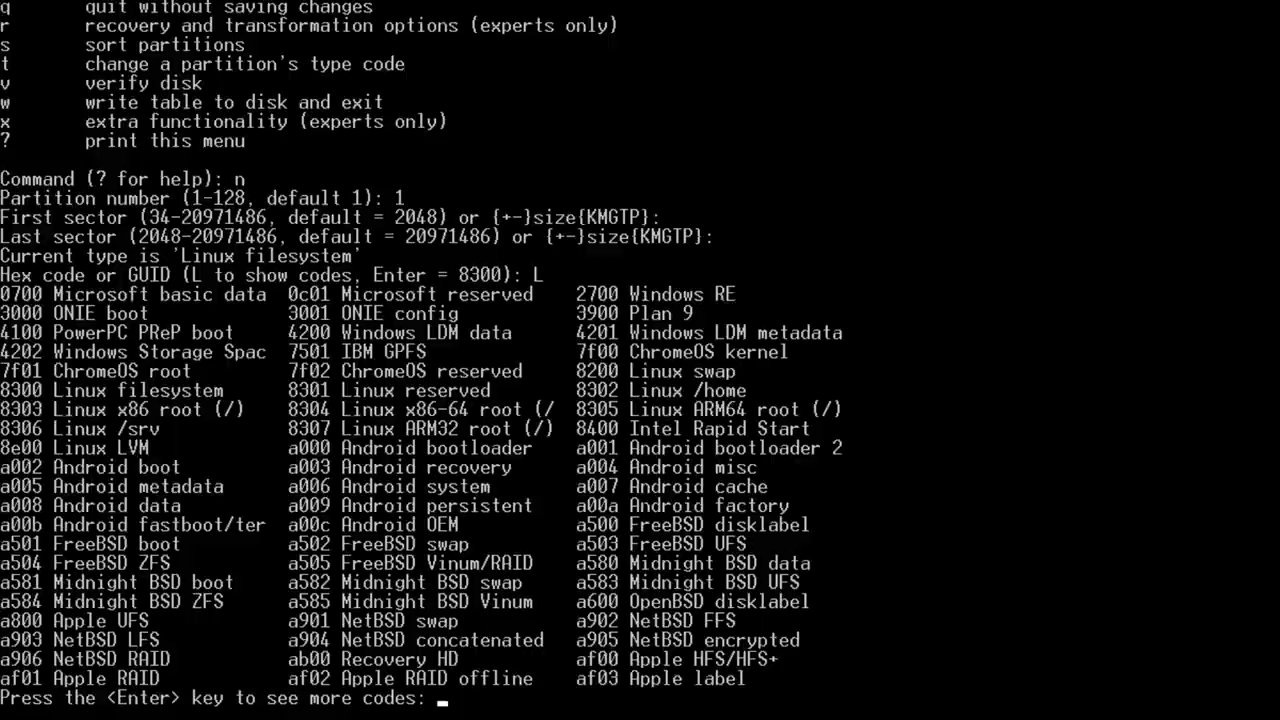 q        quit without saving changes
r        recovery and transformation options (experts only)
s        sort partitions
t        change a partition's type code
v        verify disk
w        write table to disk and exit
x        extra functionality (experts only)
?        print this menu
Command (? for help): n
Partition number (1-128, default 1): 1
First sector (34-20971486, default = 2048) or {+-}size{KMGTP}:
Last sector (2048-20971486, default = 20971486) or {+-}size{KMGTP}:
Current type is 'Linux filesystem'
Hex code or GUID (L to show codes, Enter = 8300): L
0700 Microsoft basic data  0c01 Microsoft reserved    2700 Windows RE
3000 ONIE boot             3001 ONIE config           3900 Plan 9
4100 PowerPC PReP boot     4200 Windows LDM data      4201 Windows LDM metadata
4202 Windows Storage Spac  7501 IBM GPFS              7f00 ChromeOS kernel
7f01 ChromeOS root         7f02 ChromeOS reserved     8200 Linux swap
8300 Linux filesystem      8301 Linux reserved        8302 Linux /home
8303 Linux x86 root (/)    8304 Linux x86-64 root (/  8305 Linux ARM64 root (/)
8306 Linux /srv            8307 Linux ARM32 root (/)  8400 Intel Rapid Start
8e00 Linux LVM             a000 Android bootloader    a001 Android bootloader 2
a002 Android boot          a003 Android recovery      a004 Android misc
a005 Android metadata      a006 Android system        a007 Android cache
a008 Android data          a009 Android persistent    a00a Android factory
a00b Android fastboot/ter  a00c Android OEM           a500 FreeBSD disklabel
a501 FreeBSD boot          a502 FreeBSD swap          a503 FreeBSD UFS
a504 FreeBSD ZFS           a505 FreeBSD Vinum/RAID    a580 Midnight BSD data
a581 Midnight BSD boot     a582 Midnight BSD swap     a583 Midnight BSD UFS
a584 Midnight BSD ZFS      a585 Midnight BSD Vinum    a600 OpenBSD disklabel
a800 Apple UFS             a901 NetBSD swap           a902 NetBSD FFS
a903 NetBSD LFS            a904 NetBSD concatenated   a905 NetBSD encrypted
a906 NetBSD RAID           ab00 Recovery HD           af00 Apple HFS/HFS+
af01 Apple RAID            af02 Apple RAID offline    af03 Apple label
Press the <Enter> key to see more codes: _